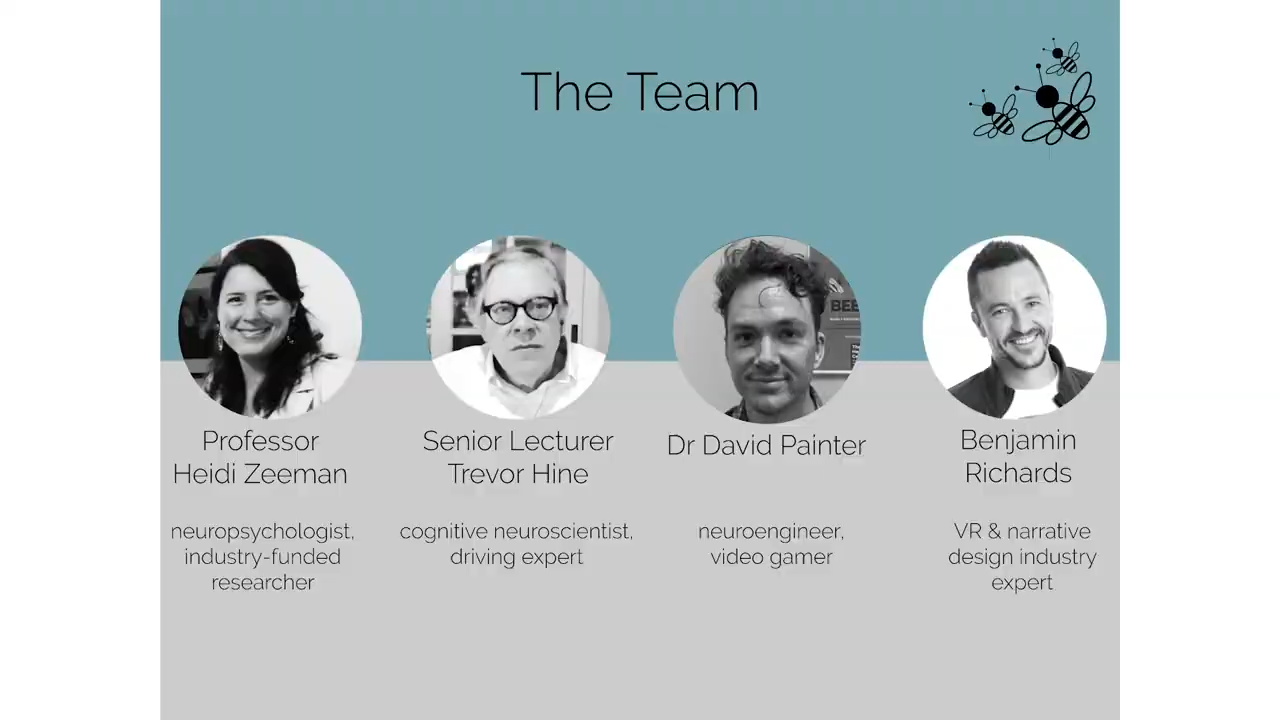 The Team
BEE
Professor
Heidi Zeeman
Senior Lecturer
Trevor Hine
Dr David Painter
Benjamin
Richards
neuropsychologist,
industry-funded
researcher
cognitive neuroscientist,
driving expert
neuroengineer,
video gamer
VR & narrative
design industry
expert